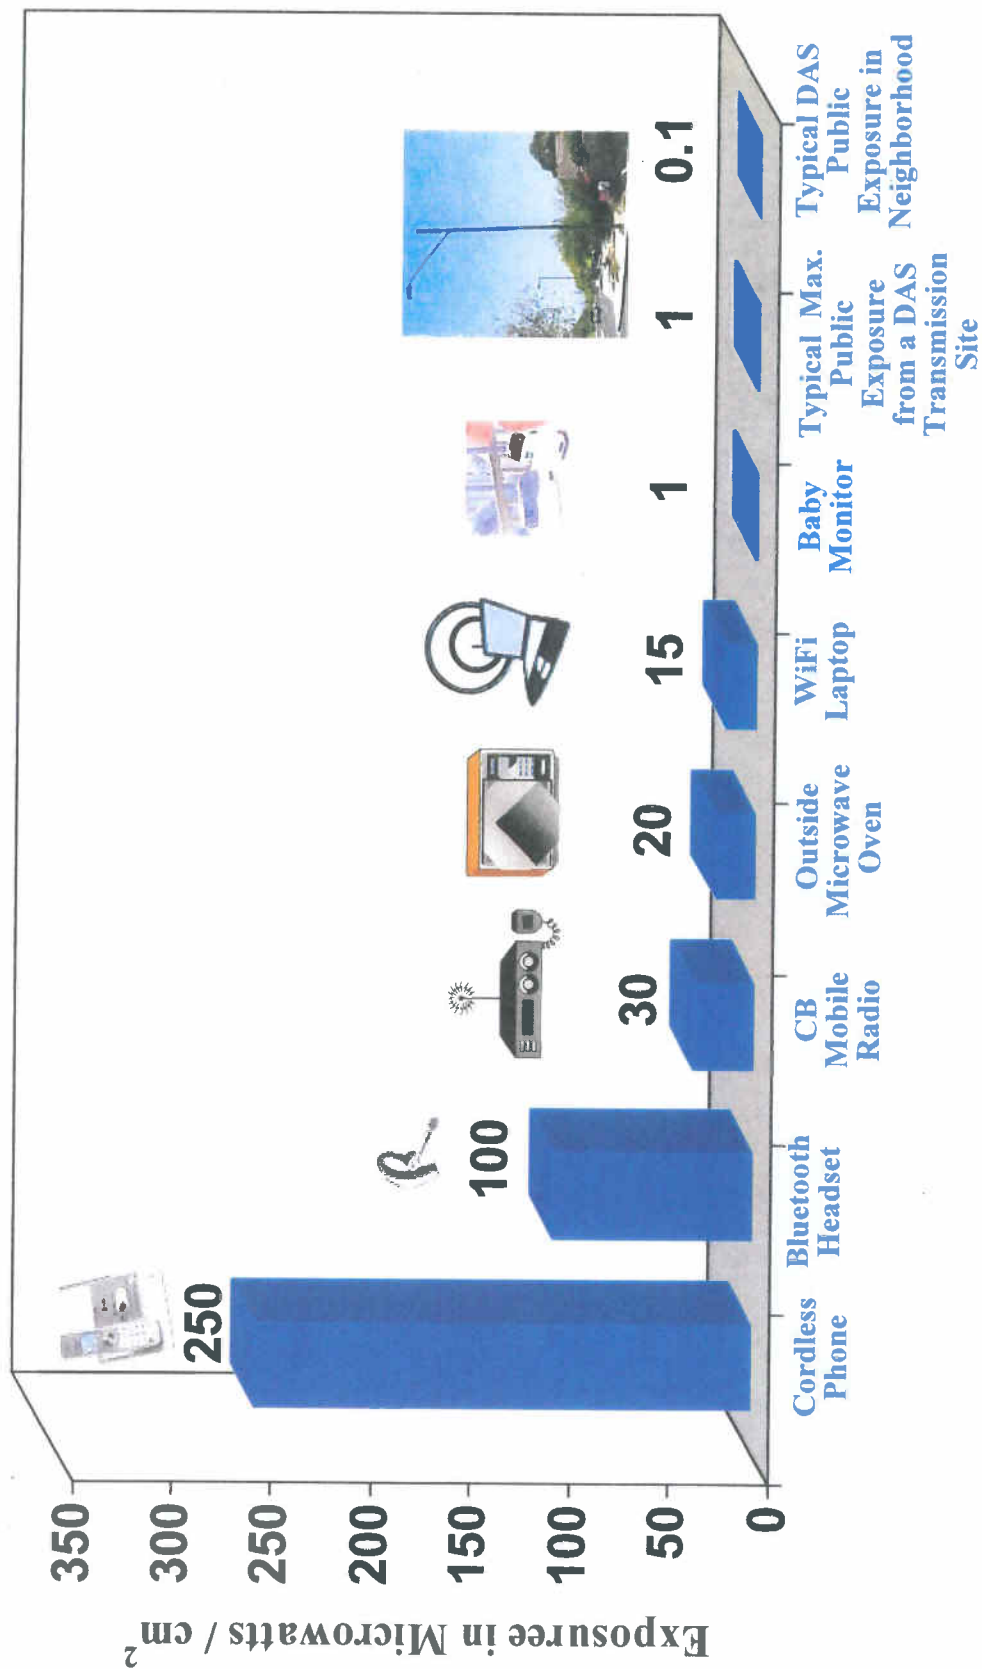 Exposure in Microwatts / cm²
350
300
250
200
150
100
50
0
250
100
30
20
15
1
1
0.1
Cordless
Phone
Bluetooth
Headset
CB
Mobile
Radio
Outside
Microwave
Oven
WiFi
Laptop
Baby
Monitor
Typical Max.
Public
Exposure
from a DAS
Transmission
Site
Typical DAS
Public
Exposure in
Neighborhood